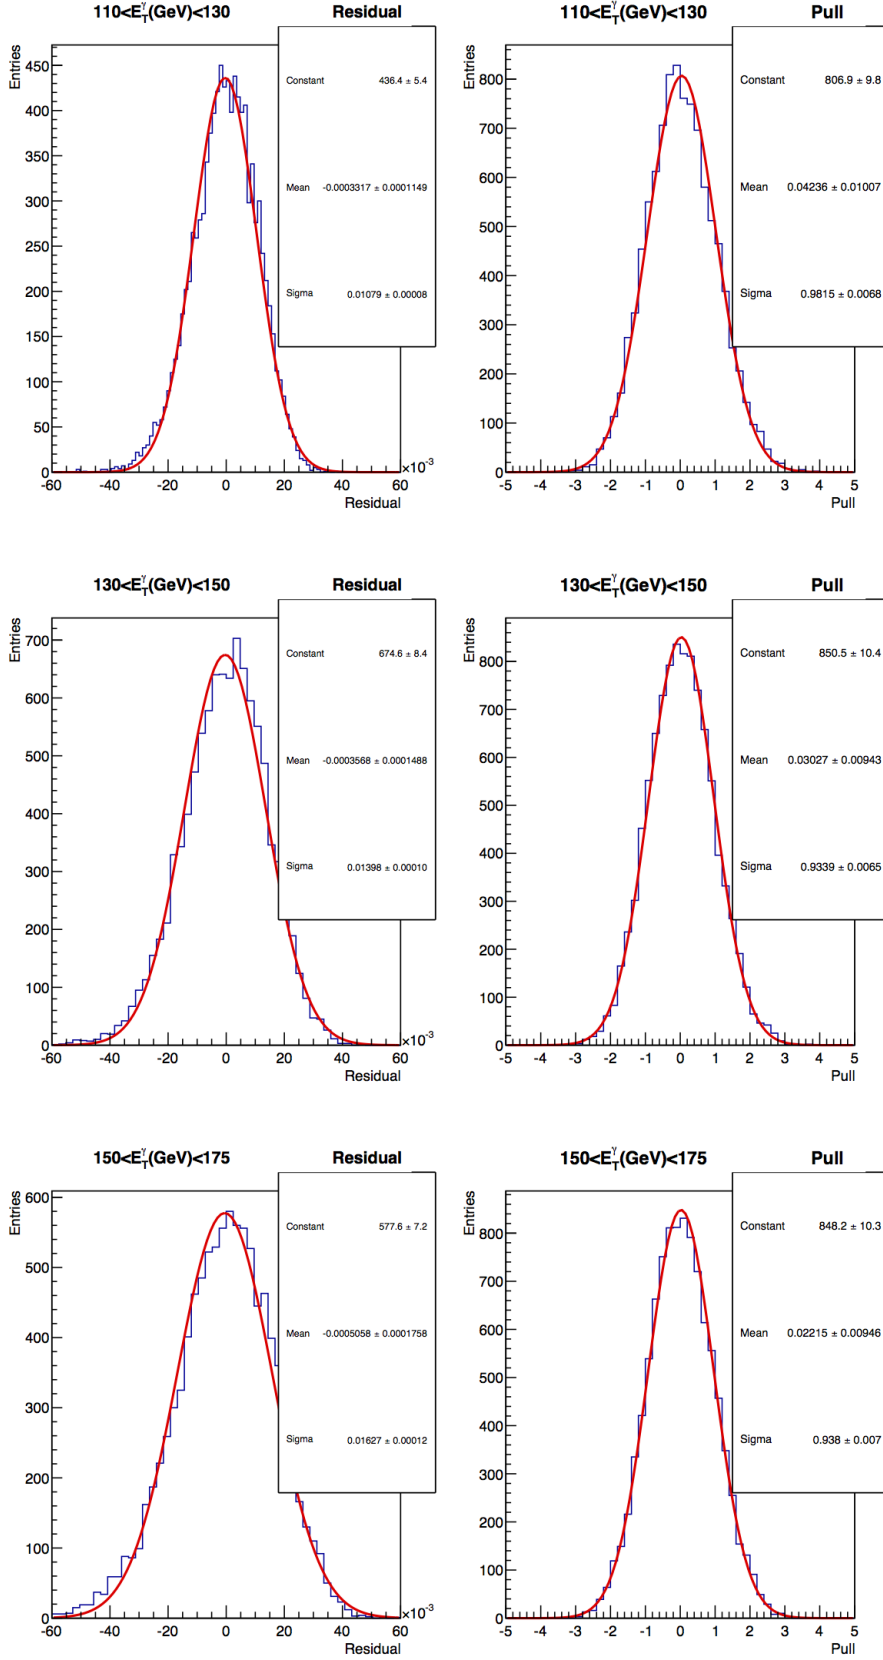 110<E_T^γ(GeV)<130 Residual
Entries
Constant 436.4 ± 5.4
Mean -0.0003317 ± 0.0001149
Sigma 0.01079 ± 0.00008
450
400
350
300
250
200
150
100
50
0
-60 -40 -20 0 20 40 60
×10^-3
Residual
110<E_T^γ(GeV)<130 Pull
Entries
Constant 806.9 ± 9.8
Mean 0.04236 ± 0.01007
Sigma 0.9815 ± 0.0068
800
700
600
500
400
300
200
100
0
-5 -4 -3 -2 -1 0 1 2 3 4 5
Pull
130<E_T^γ(GeV)<150 Residual
Entries
Constant 674.6 ± 8.4
Mean -0.0003568 ± 0.0001488
Sigma 0.01398 ± 0.00010
700
600
500
400
300
200
100
0
-60 -40 -20 0 20 40 60
×10^-3
Residual
130<E_T^γ(GeV)<150 Pull
Entries
Constant 850.5 ± 10.4
Mean 0.03027 ± 0.00943
Sigma 0.9339 ± 0.0065
800
700
600
500
400
300
200
100
0
-5 -4 -3 -2 -1 0 1 2 3 4 5
Pull
150<E_T^γ(GeV)<175 Residual
Entries
Constant 577.6 ± 7.2
Mean -0.0005058 ± 0.0001758
Sigma 0.01627 ± 0.00012
600
500
400
300
200
100
0
-60 -40 -20 0 20 40 60
×10^-3
Residual
150<E_T^γ(GeV)<175 Pull
Entries
Constant 848.2 ± 10.3
Mean 0.02215 ± 0.00946
Sigma 0.938 ± 0.007
800
700
600
500
400
300
200
100
0
-5 -4 -3 -2 -1 0 1 2 3 4 5
Pull